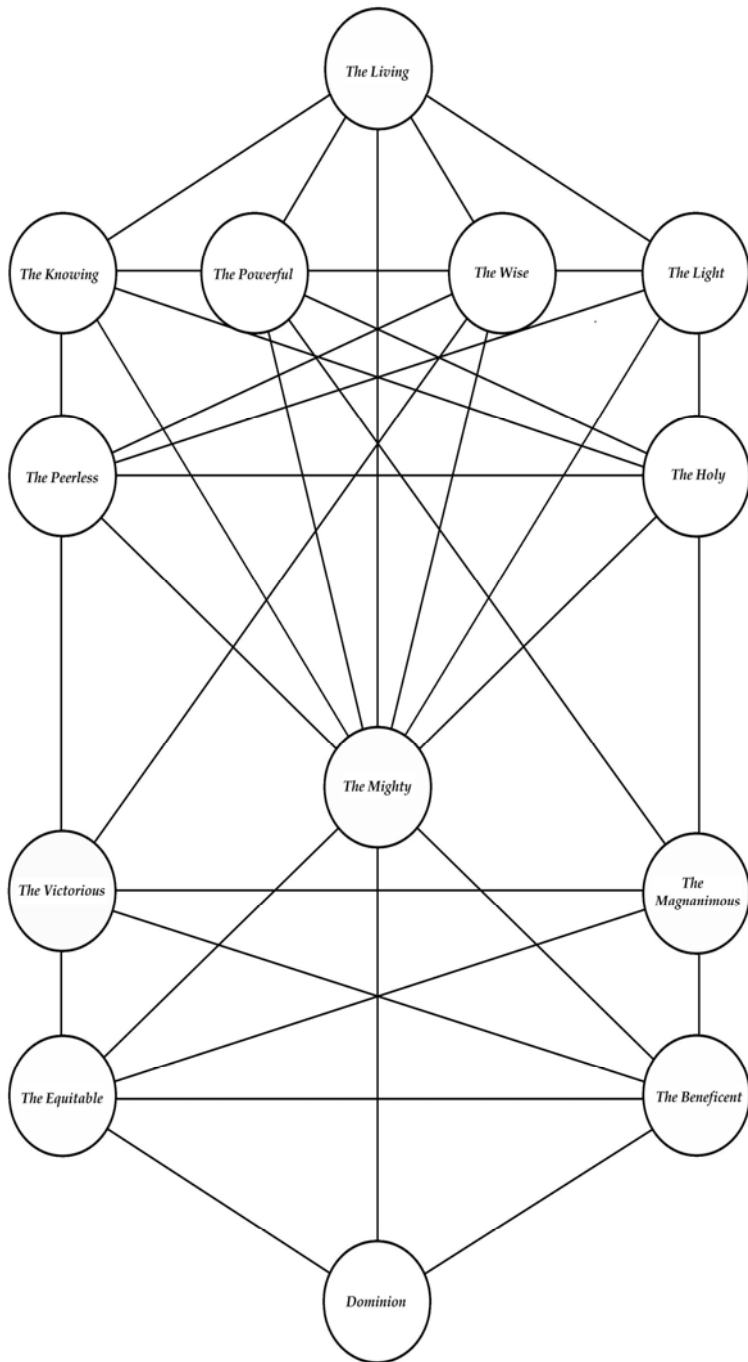 The Living
The Knowing
The Powerful
The Wise
The Light
The Peerless
The Holy
The Mighty
The Victorious
The
Magnanimous
The Equitable
The Beneficent
Dominion